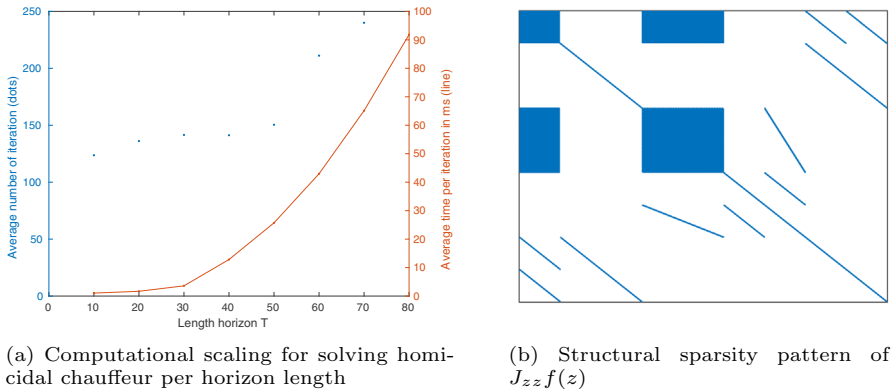 250
200
150
100
50
0
Average number of iteration (dots)
100
90
80
70
60
50
40
30
20
10
0
Average time per iteration in ms (line)
0 10 20 30 40 50 60 70 80
Length horizon T
(a) Computational scaling for solving homi-
cidal chauffeur per horizon length
(b) Structural sparsity pattern of
J_{zz}f(z)